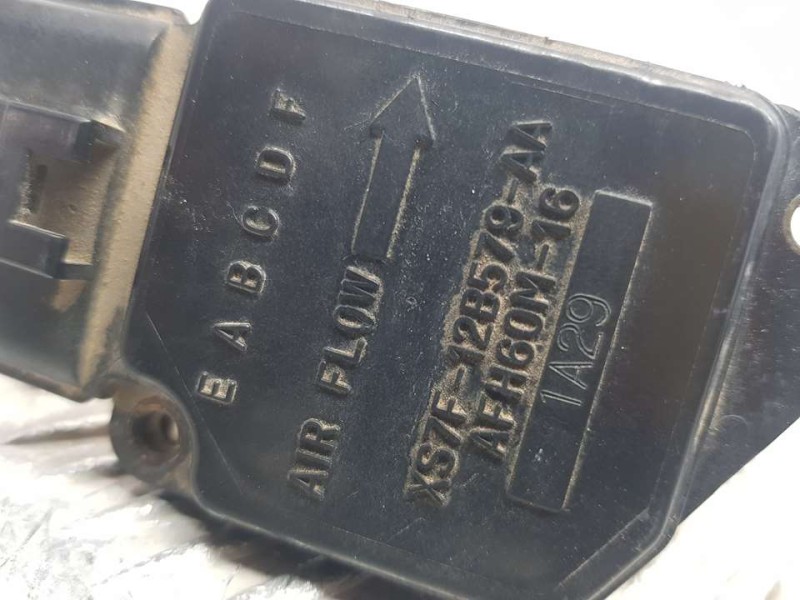 E A B C D F
AIR FLOW
XS7F-12B579-AA
AFH60M-16
1A29